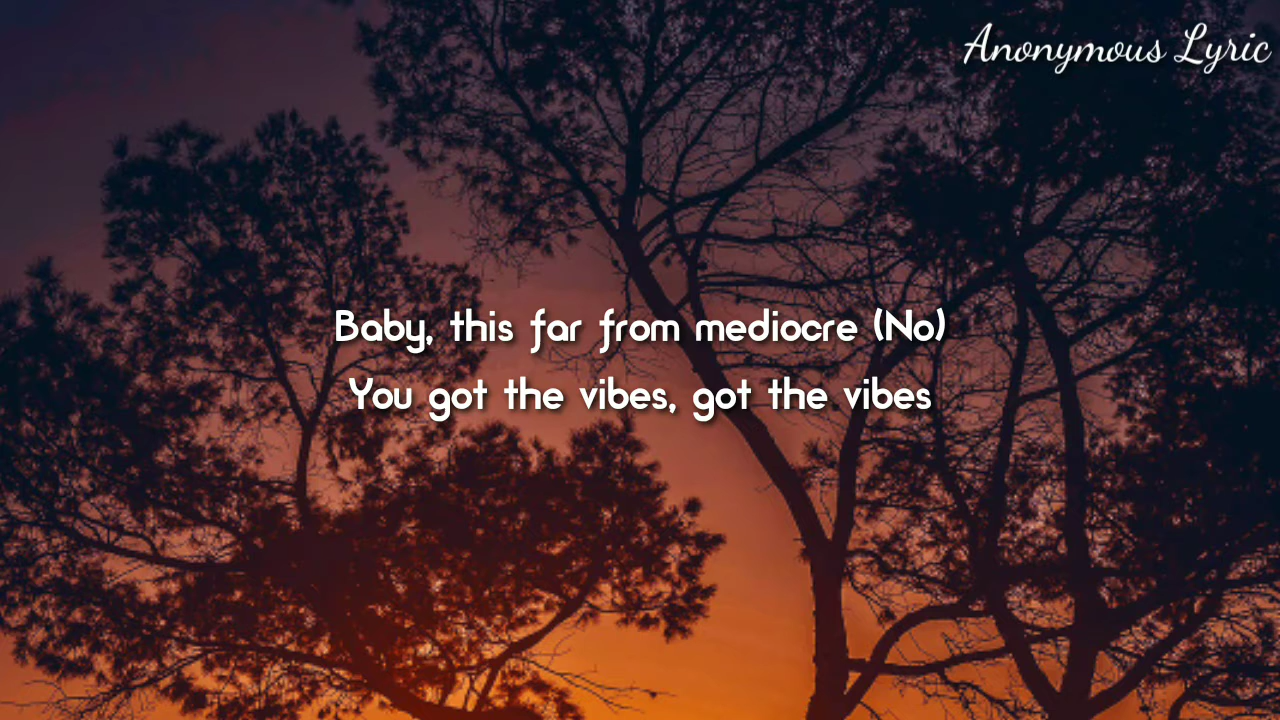 Anonymous Lyric
Baby, this far from mediocre (No)
You got the vibes, got the vibes